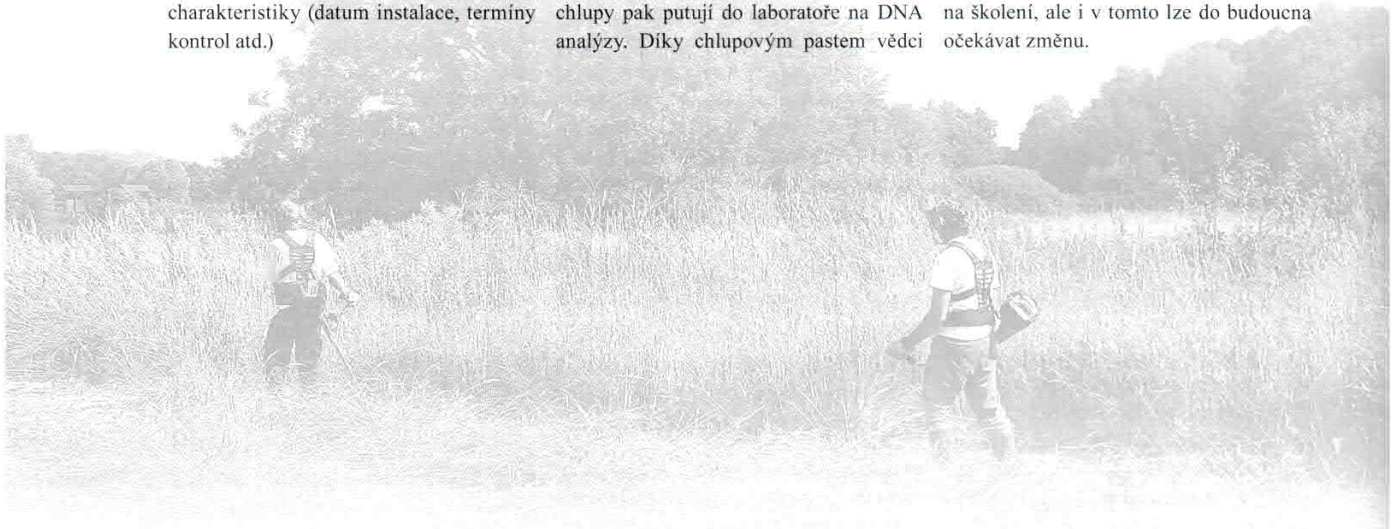 charakteristiky (datum instalace, termíny
kontrol atd.)
chlupy pak putují do laboratoře na DNA
analýzy. Díky chlupovým pastem vědci
na školení, ale i v tomto lze do budoucna
očekávat změnu.